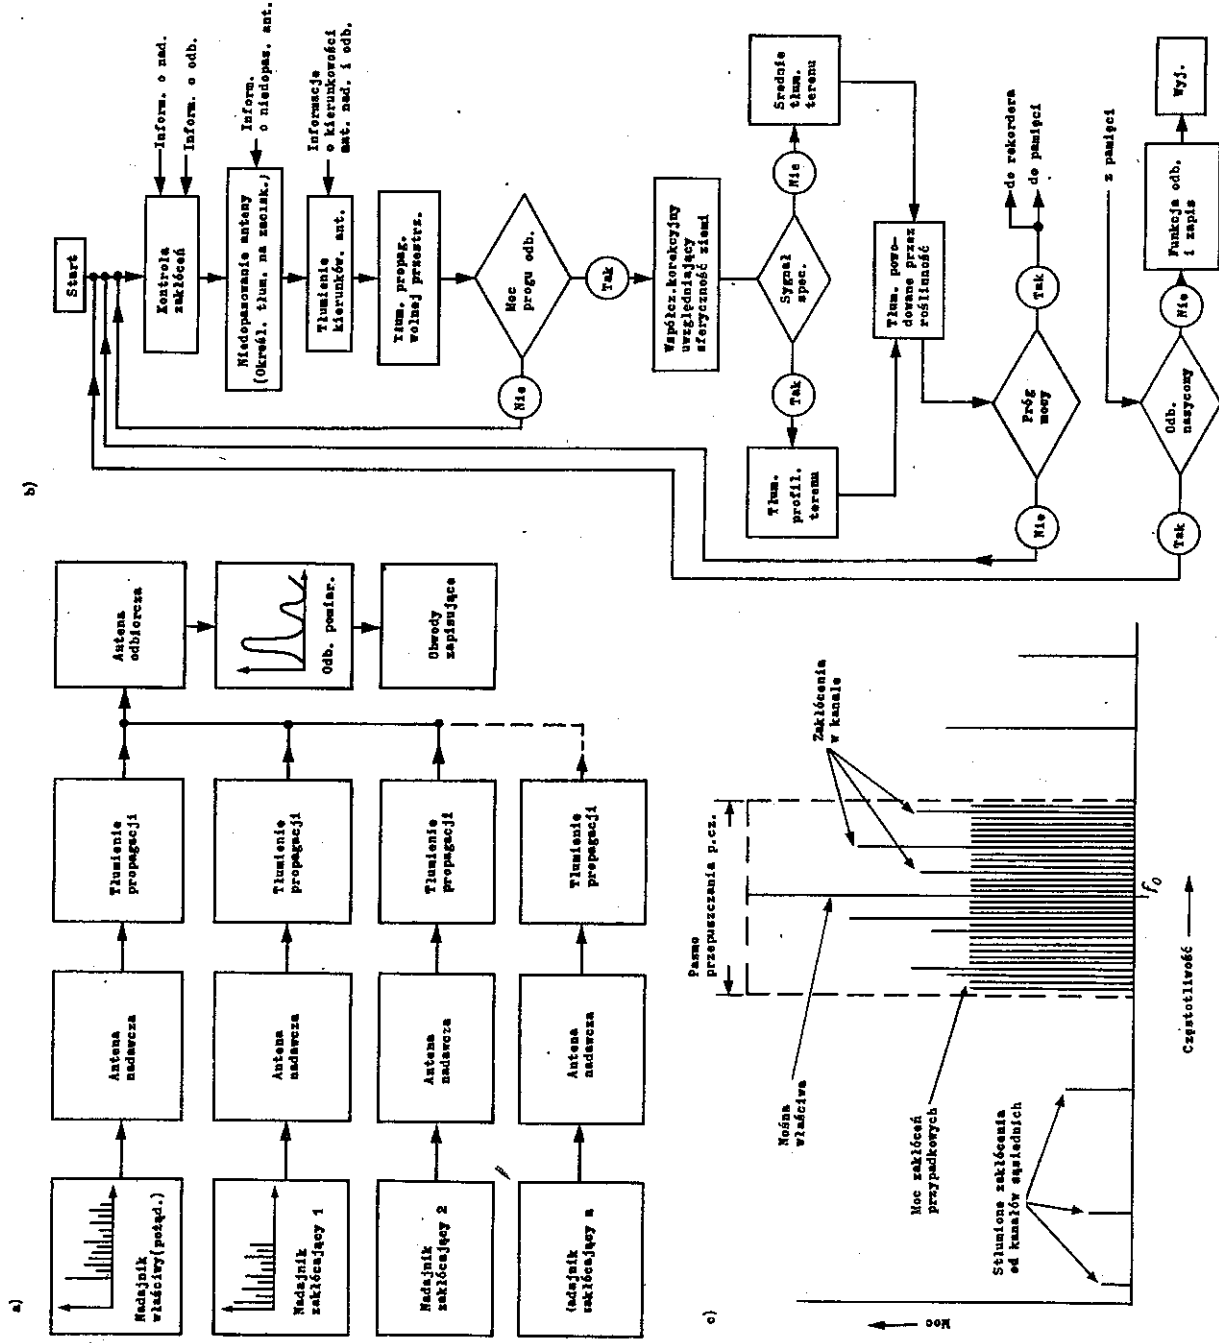 a)
Nadajnik
właściwy(pożąd.)
Antena
nadawcza
Tłumienie
propagacji
Antena
odbiorcza
Nadajnik
zakłócający 1
Antena
nadawcza
Tłumienie
propagacji
Odb. pomiar.
Nadajnik
zakłócający 2
Antena
nadawcza
Tłumienie
propagacji
Obwody
zapisujące
(adajnik
zakłócający n
Antena
nadawcza
Tłumienie
propagacji
b)
Start
Kontrola
zakłóceń
Inform. o nad.
Inform. o odb.
Niedopasowanie anteny
(Określ. tłum. na zacisk.)
Inform.
o niedopas. ant.
Tłumienie
kierunków. ant.
Informacje
o kierunkowości
ant. nad. i odb.
Tłum. propag.
wolnej przestrz.
Moc
progu odb.
Nie
Tak
Współcz.korekcyjny
uwzględniający
sferyczność ziemi
Sygnał
spec.
Tak
Nie
Tłum.
profil.
terenu
Średnie
tłum.
terenu
Tłum. powo-
dowane przez
roślinność
Próg
mocy
Nie
Tak
do rekordera
do pamięci
z pamięci
Odb.
nasycony
Tak
Nie
Funkcja odb.
i zapis
Wyj.
c)
Moc
Pasmo
przepuszczania p.cz.
Nośna
właściwa
Zakłócenia
w kanale
Moc zakłóceń
przypadkowych
Stłumione zakłócenia
od kanałów sąsiednich
f0
Częstotliwość